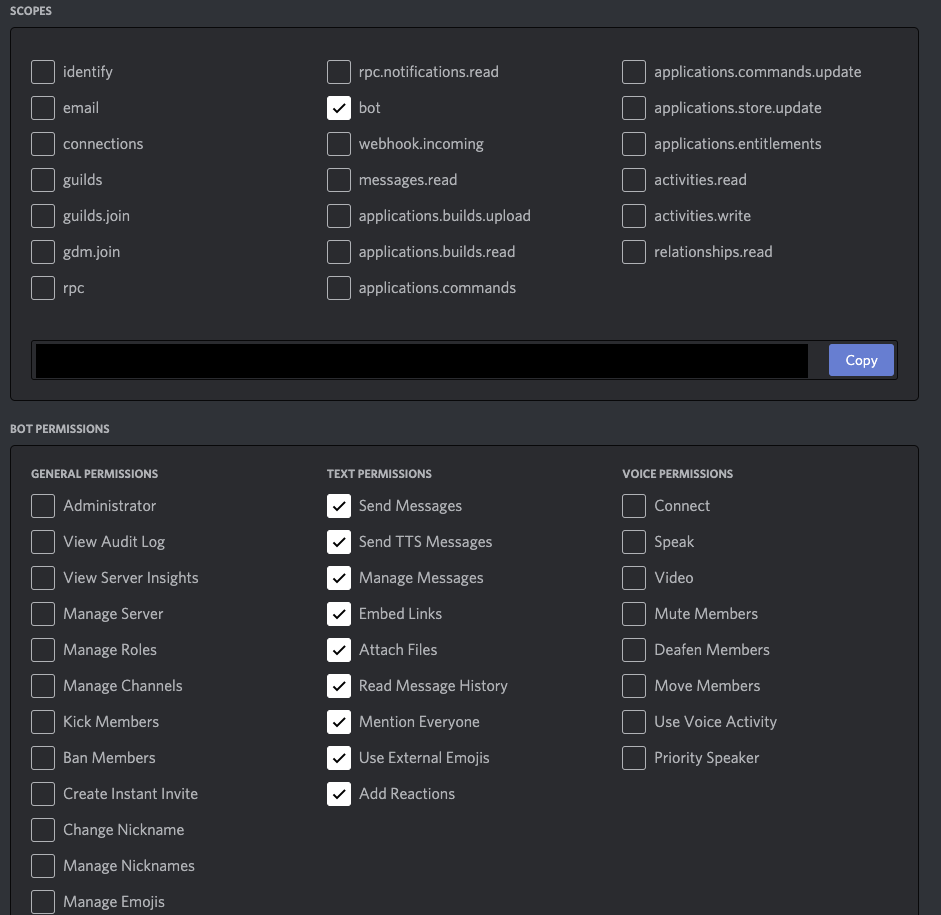 SCOPES
identify
email
connections
guilds
guilds.join
gdm.join
rpc
rpc.notifications.read
bot
webhook.incoming
messages.read
applications.builds.upload
applications.builds.read
applications.commands
applications.commands.update
applications.store.update
applications.entitlements
activities.read
activities.write
relationships.read
Copy
BOT PERMISSIONS
GENERAL PERMISSIONS
Administrator
View Audit Log
View Server Insights
Manage Server
Manage Roles
Manage Channels
Kick Members
Ban Members
Create Instant Invite
Change Nickname
Manage Nicknames
Manage Emojis
TEXT PERMISSIONS
Send Messages
Send TTS Messages
Manage Messages
Embed Links
Attach Files
Read Message History
Mention Everyone
Use External Emojis
Add Reactions
VOICE PERMISSIONS
Connect
Speak
Video
Mute Members
Deafen Members
Move Members
Use Voice Activity
Priority Speaker